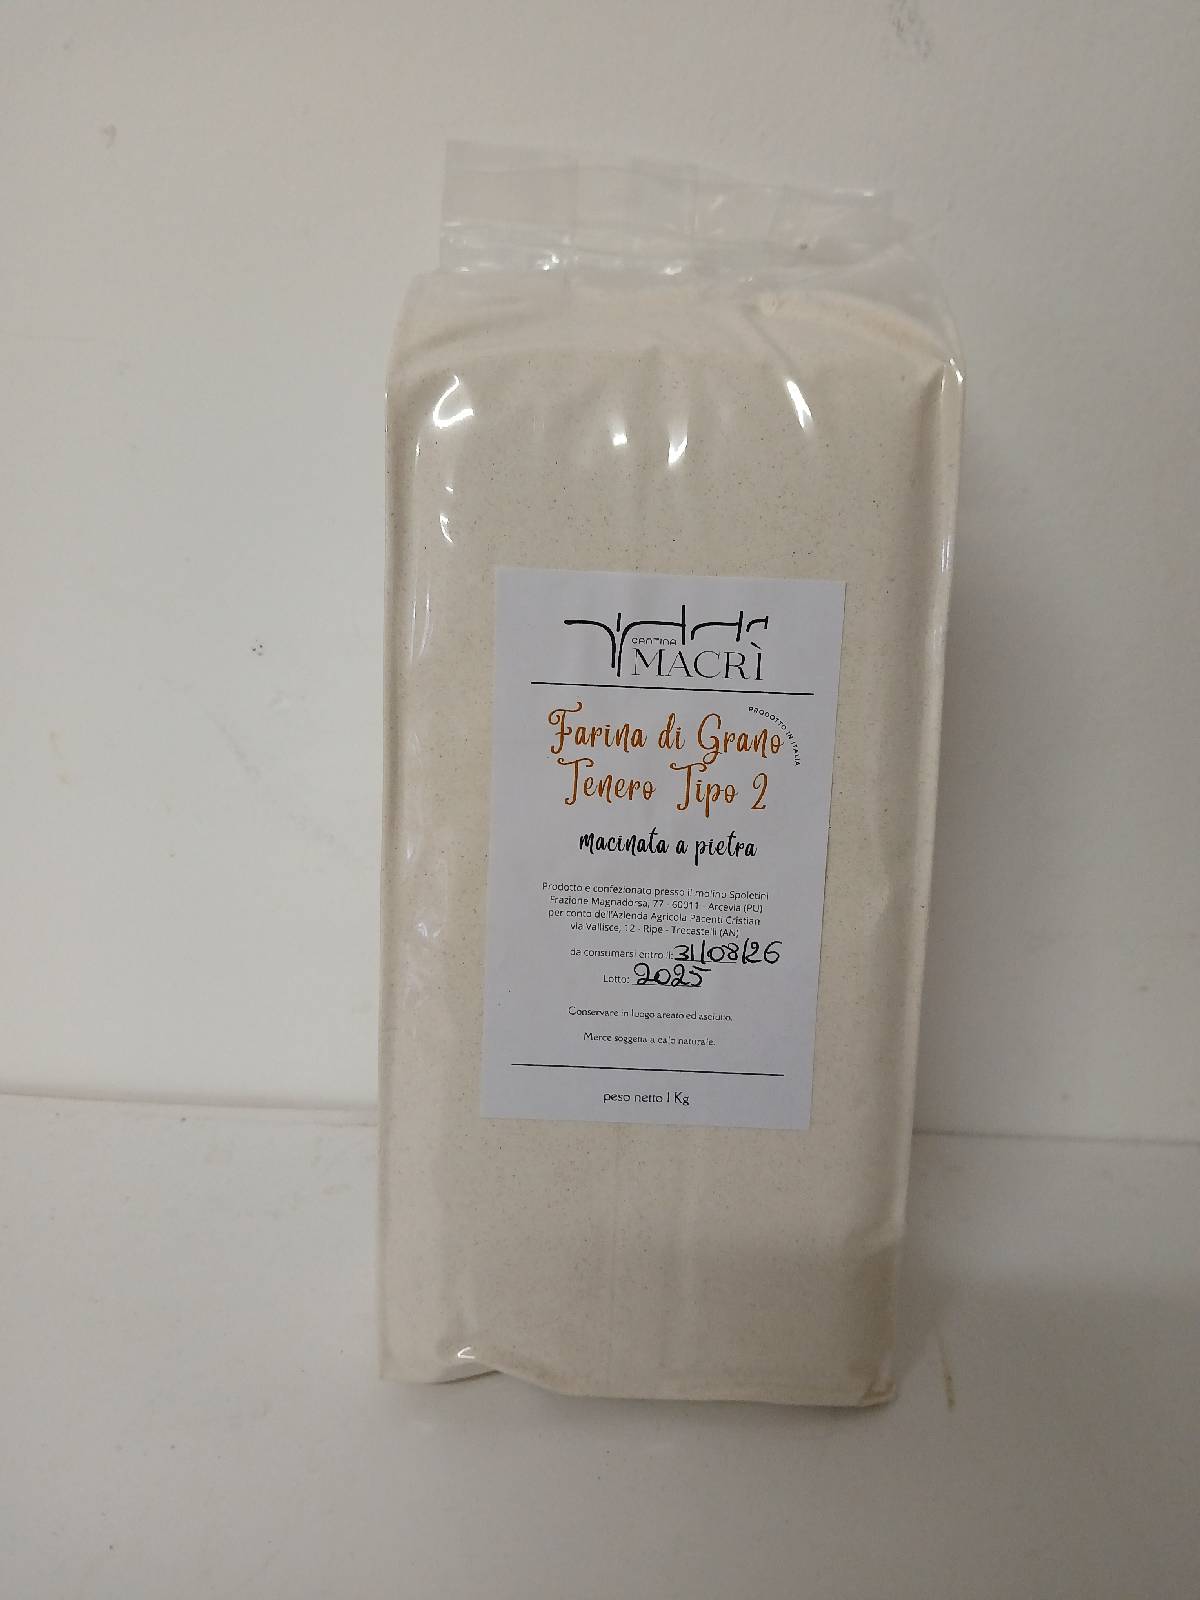 CANTINA
MACRÌ
PRODOTTO IN ITALIA
Farina di Grano
Tenero Tipo 2
macinata a pietra
Prodotto e confezionato presso il molino Spoletini
Frazione Magnadorsa, 77 - 60011 - Arcevia (PU)
per conto dell'Azienda Agricola Pacenti Cristian
via Vallisce, 12 - Ripe - Trecastelli (AN)
da consumarsi entro il: 31/08/26
Lotto: 2025
Conservare in luogo areato ed asciutto.
Merce soggetta a calo naturale.
peso netto 1 Kg